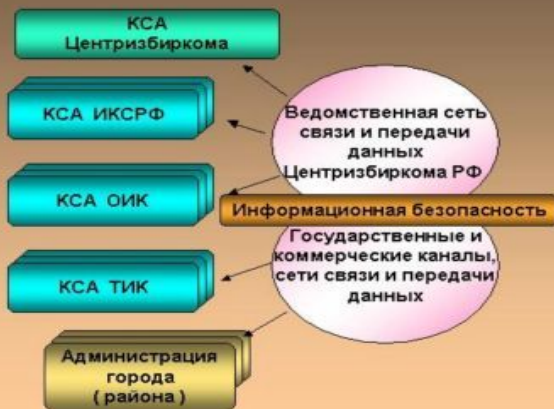 КСА
Центризбиркома
КСА ИКСРФ
КСА ОИК
КСА ТИК
Администрация
города
( района )
Ведомственная сеть
связи и передачи
данных
Центризбиркома РФ
Информационная безопасность
Государственные и
коммерческие каналы,
сети связи и передачи
данных